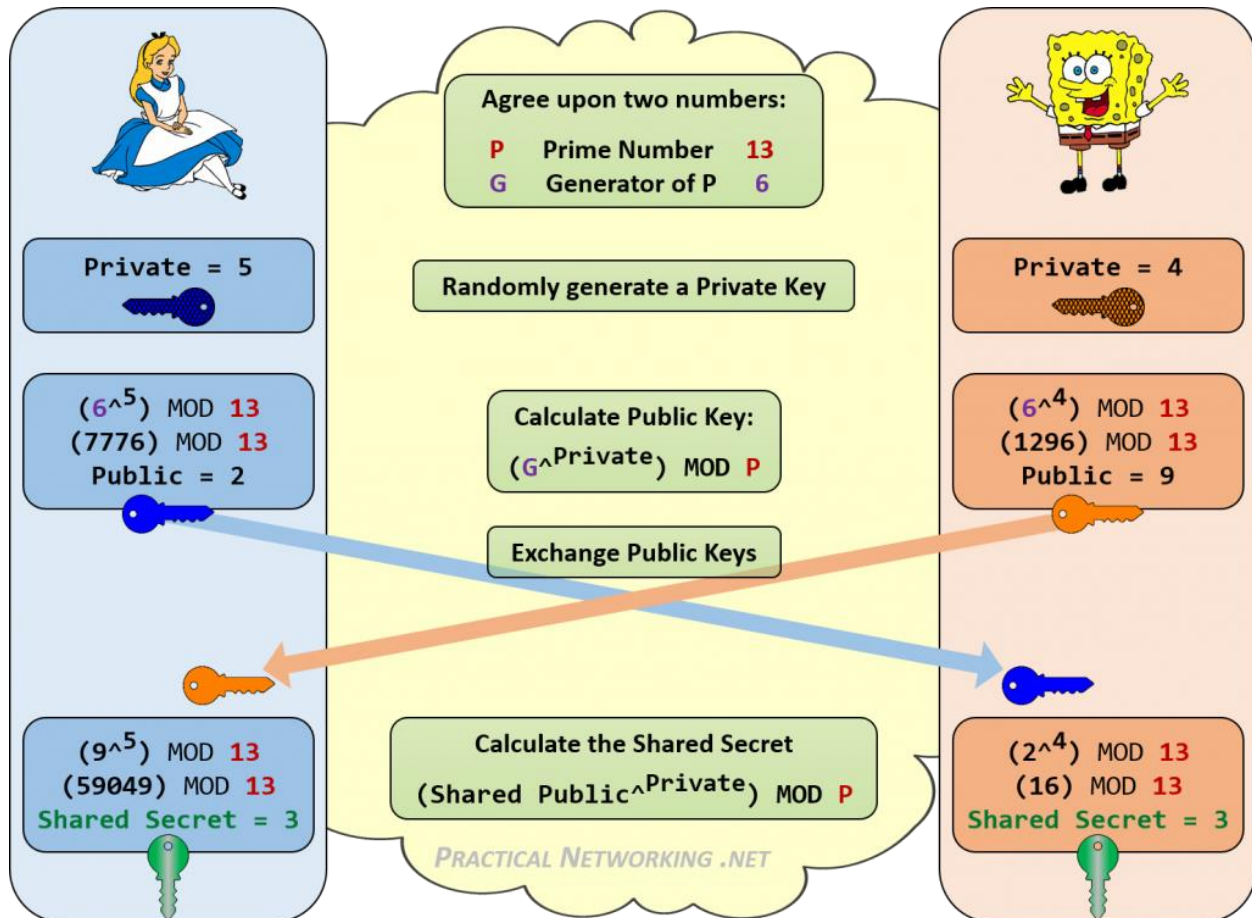 Agree upon two numbers:
P Prime Number 13
G Generator of P 6
Private = 5
Randomly generate a Private Key
Private = 4
(6^5) MOD 13
(7776) MOD 13
Public = 2
Calculate Public Key:
(G^Private) MOD P
(6^4) MOD 13
(1296) MOD 13
Public = 9
Exchange Public Keys
(9^5) MOD 13
(59049) MOD 13
Shared Secret = 3
Calculate the Shared Secret
(Shared Public^Private) MOD P
(2^4) MOD 13
(16) MOD 13
Shared Secret = 3
PRACTICAL NETWORKING .NET